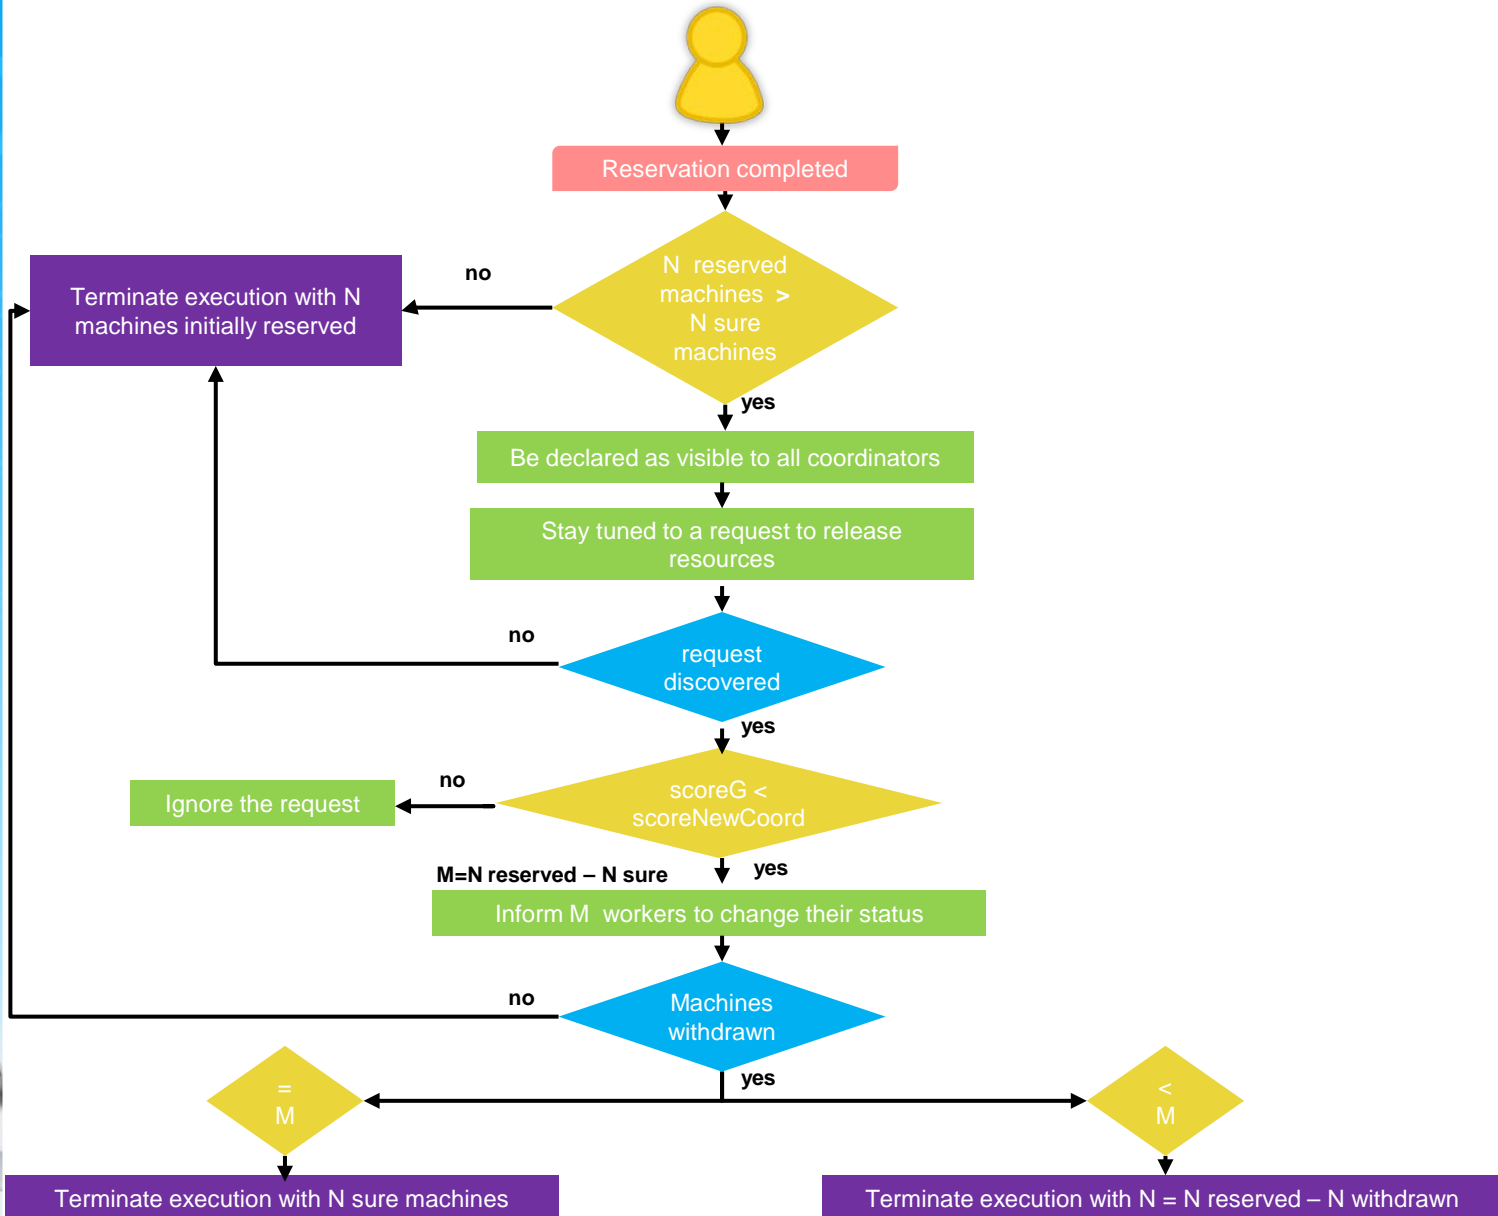 Reservation completed
N reserved
machines >
N sure
machines
no
Terminate execution with N
machines initially reserved
yes
Be declared as visible to all coordinators
Stay tuned to a request to release
resources
no
request
discovered
yes
no
Ignore the request
scoreG <
scoreNewCoord
M=N reserved – N sure
yes
Inform M workers to change their status
no
Machines
withdrawn
yes
=
M
<
M
Terminate execution with N sure machines
Terminate execution with N = N reserved – N withdrawn